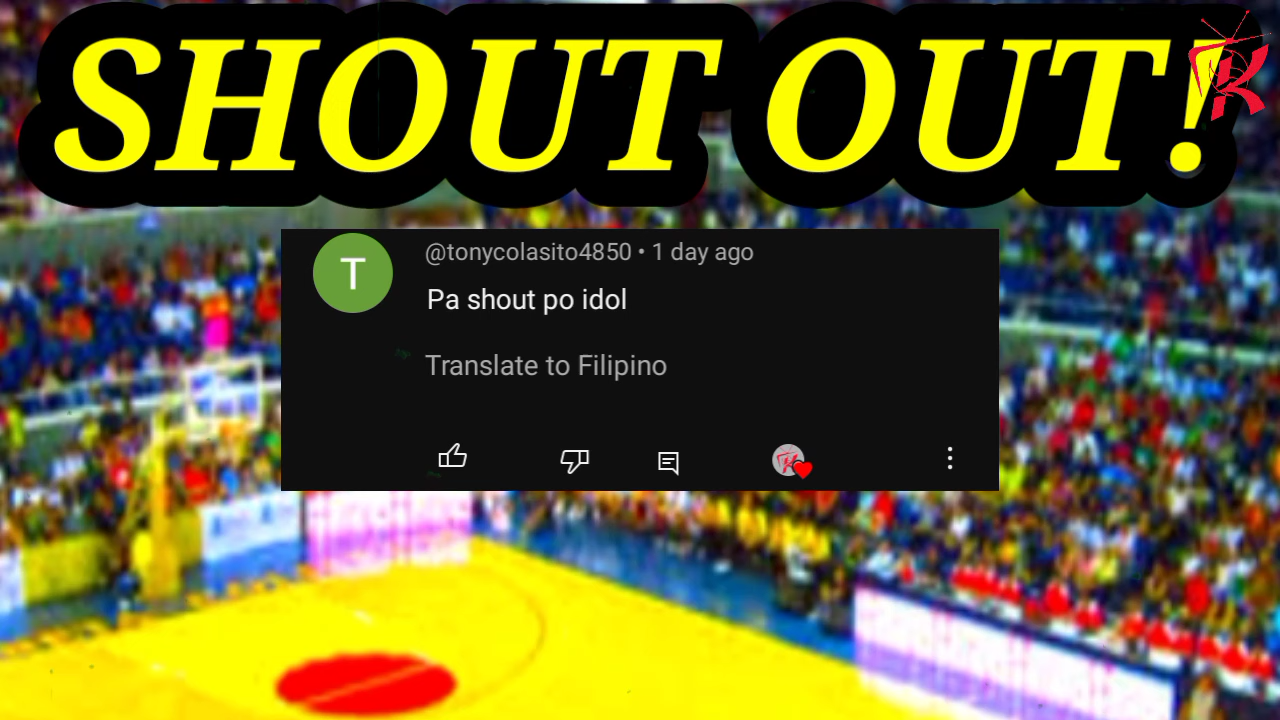 SHOUT OUT!
T
@tonycolasito4850 • 1 day ago
Pa shout po idol
Translate to Filipino